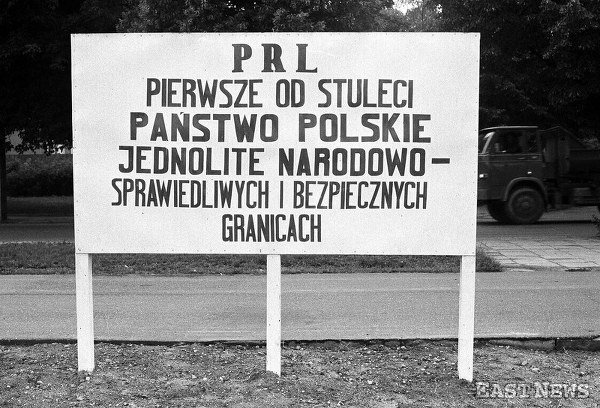 PRL
PIERWSZE OD STULECI
PAŃSTWO POLSKIE
JEDNOLITE NARODOWO-
SPRAWIEDLIWYCH I BEZPIECZNYCH
GRANICACH
EAST NEWS